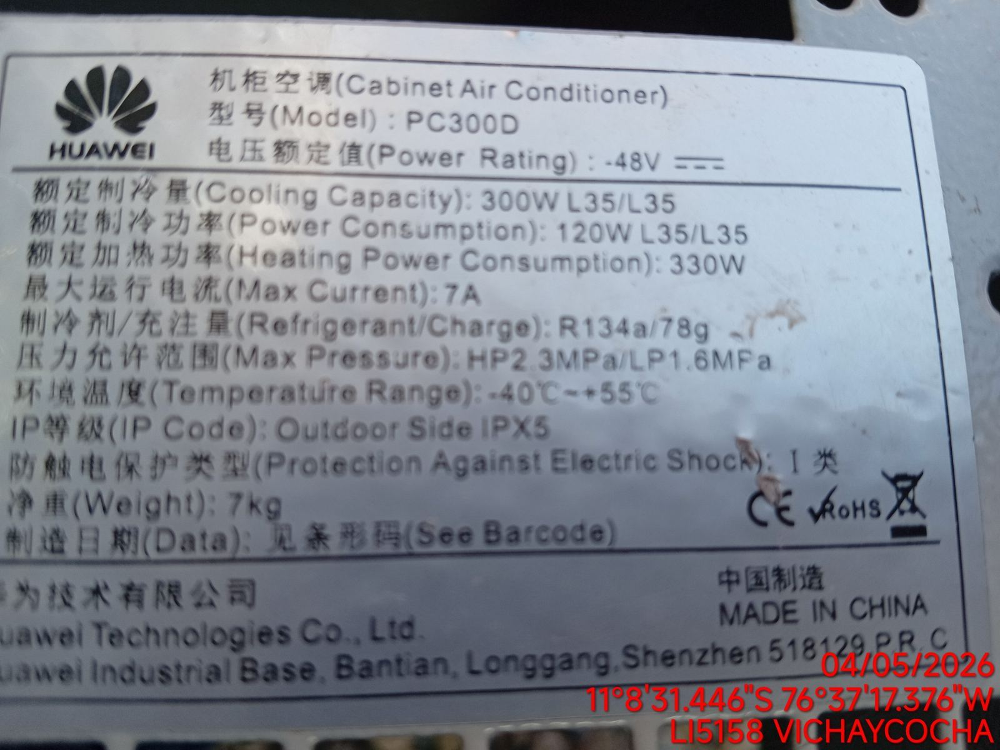 HUAWEI
机柜空调(Cabinet Air Conditioner)
型号(Model) : PC300D
电压额定值(Power Rating) : -48V
额定制冷量(Cooling Capacity): 300W L35/L35
额定制冷功率(Power Consumption): 120W L35/L35
额定加热功率(Heating Power Consumption): 330W
最大运行电流(Max Current): 7A
制冷剂/充注量(Refrigerant/Charge): R134a/78g
压力允许范围(Max Pressure): HP2.3MPa/LP1.6MPa
环境温度(Temperature Range): -40℃~+55℃
IP等级(IP Code): Outdoor Side IPX5
防触电保护类型(Protection Against Electric Shock): I 类
净重(Weight): 7kg
CE RoHS
制造日期(Data): 见条形码(See Barcode)
为技术有限公司
中国制造
MADE IN CHINA
uawei Technologies Co., Ltd.
uawei Industrial Base, Bantian, Longgang, Shenzhen 518129 P.R. C
04/05/2026
11°8'31.446"S 76°37'17.376"W
LI5158 VICHAYCOCHA